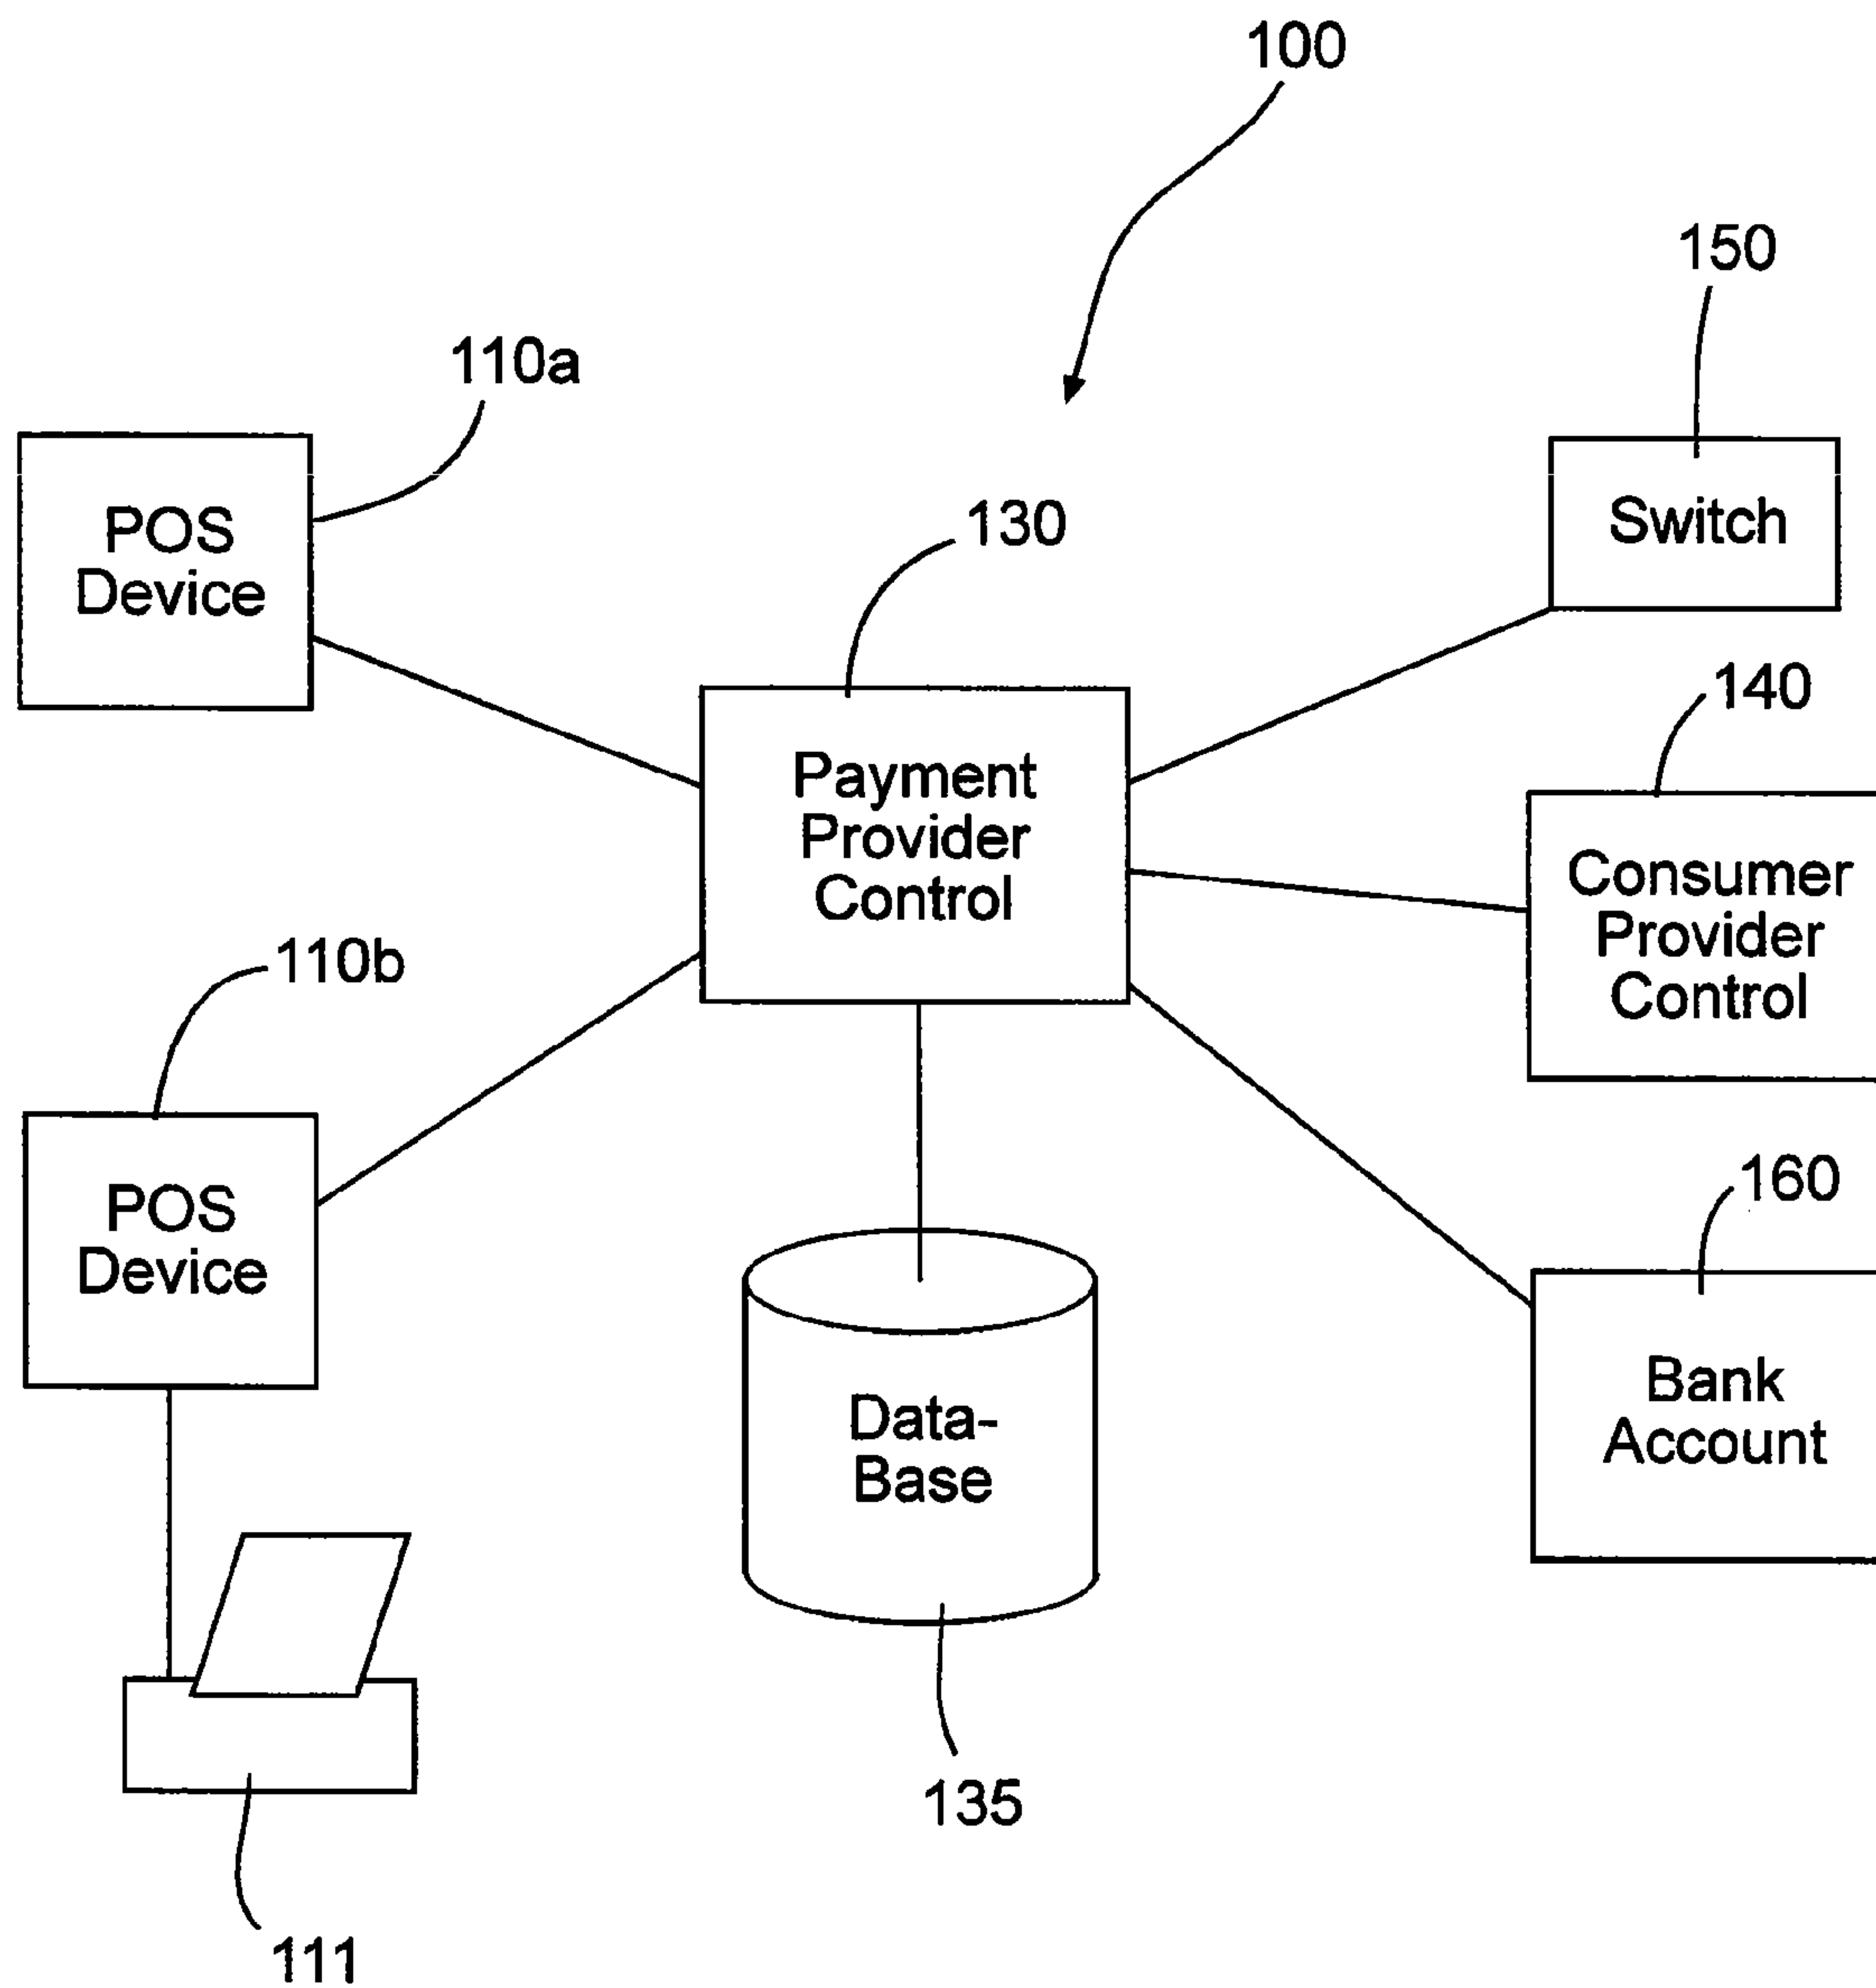 100
150
110a
POS
Device
130
Switch
140
Payment
Provider
Control
Consumer
Provider
Control
110b
160
POS
Device
Bank
Account
Data-
Base
135
111